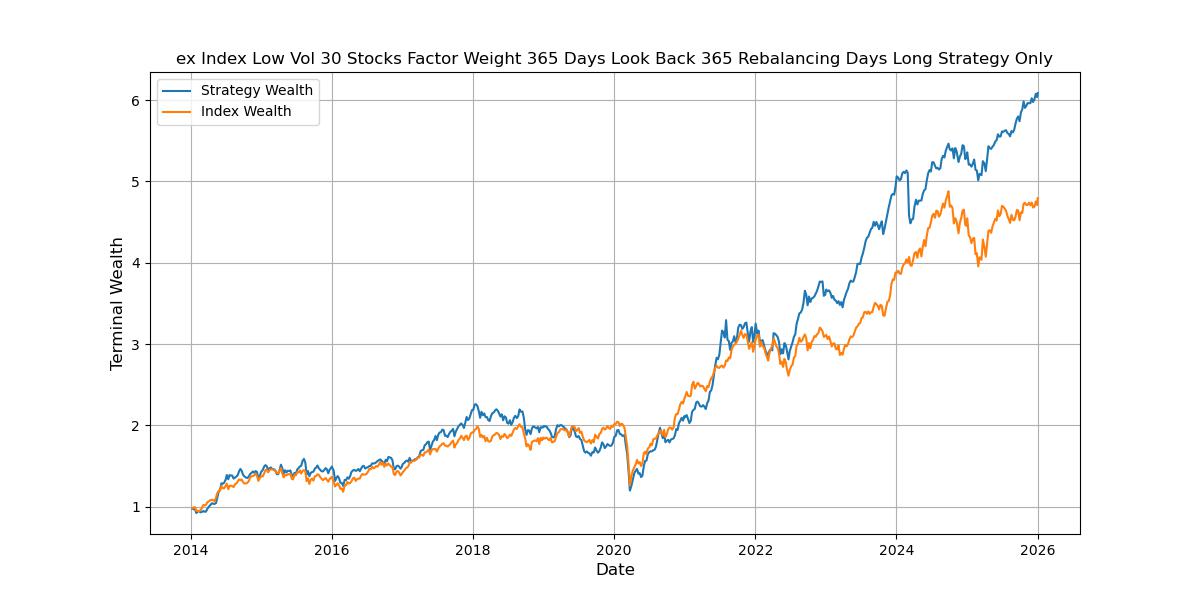 ex Index Low Vol 30 Stocks Factor Weight 365 Days Look Back 365 Rebalancing Days Long Strategy Only
Strategy Wealth
Index Wealth
Terminal Wealth
6
5
4
3
2
1
2014 2016 2018 2020 2022 2024 2026
Date